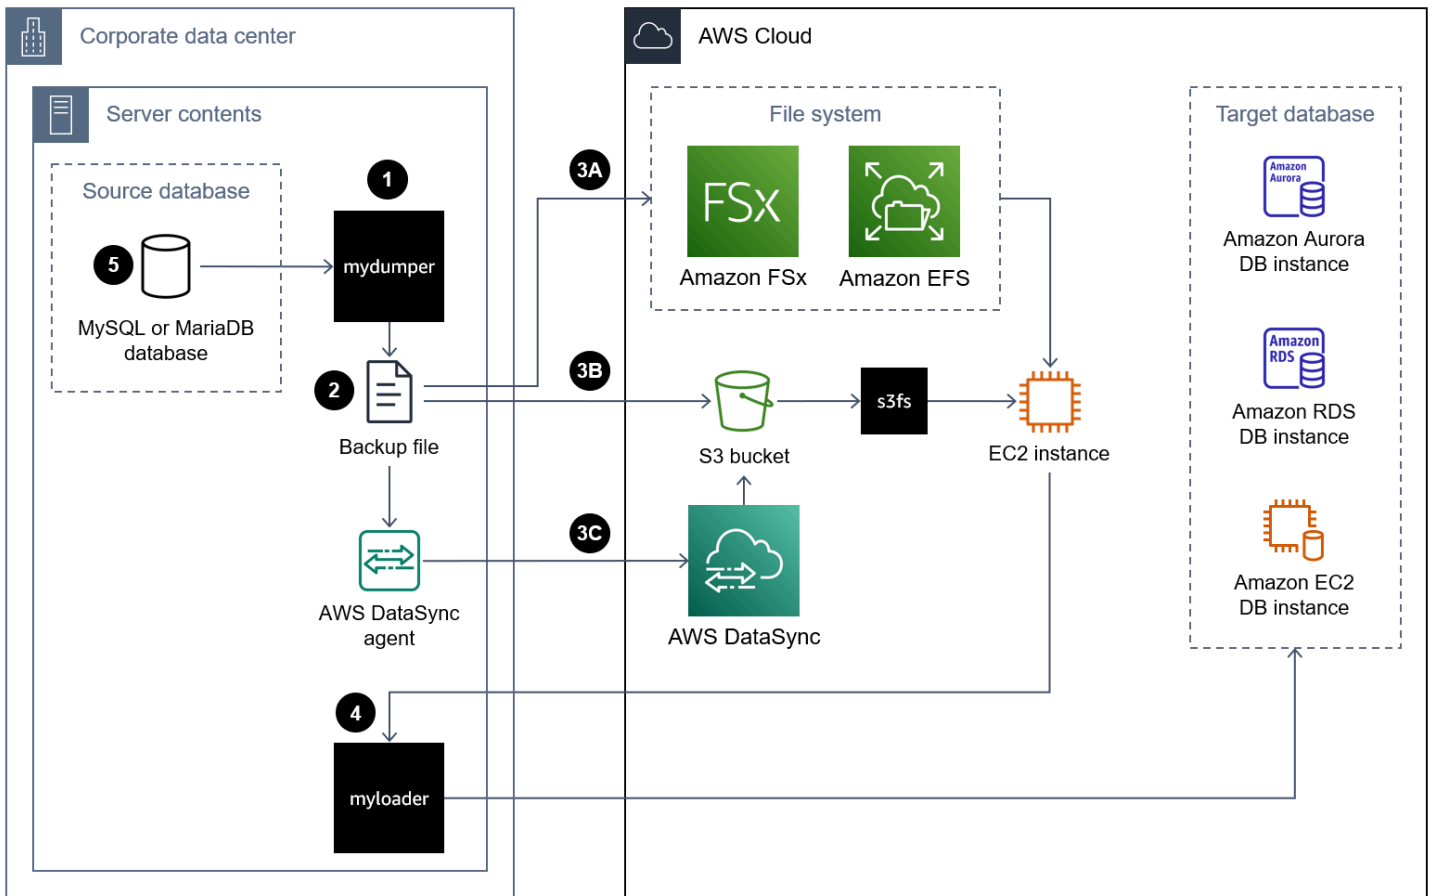 Corporate data center
Server contents
Source database
5
MySQL or MariaDB
database
1
mydumper
2
Backup file
AWS DataSync
agent
4
myloader
3A
3B
3C
AWS Cloud
File system
FSx
Amazon FSx
Amazon EFS
S3 bucket
s3fs
EC2 instance
AWS DataSync
Target database
Amazon
Aurora
Amazon Aurora
DB instance
Amazon
RDS
Amazon RDS
DB instance
Amazon EC2
DB instance